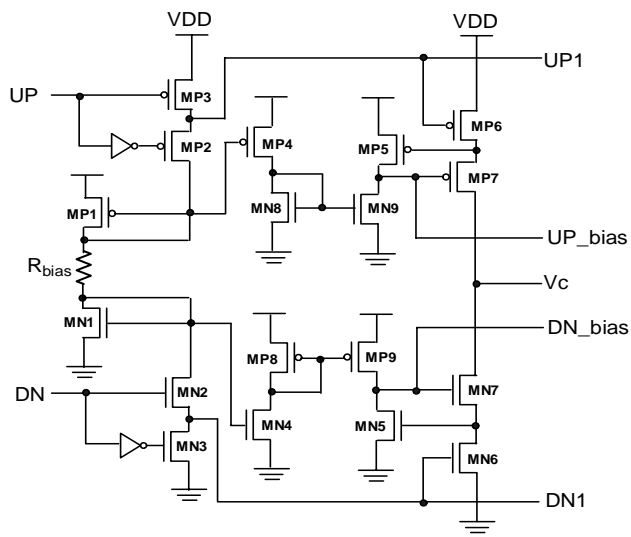 VDD VDD
UP1
UP
MP3
MP6
MP4
MP5
MP2
MP7
MP1
MN8
MN9
UP_bias
Rbias
Vc
DN_bias
MN1
MP8
MP9
MN2
MN7
DN
MN4
MN5
MN3
MN6
DN1